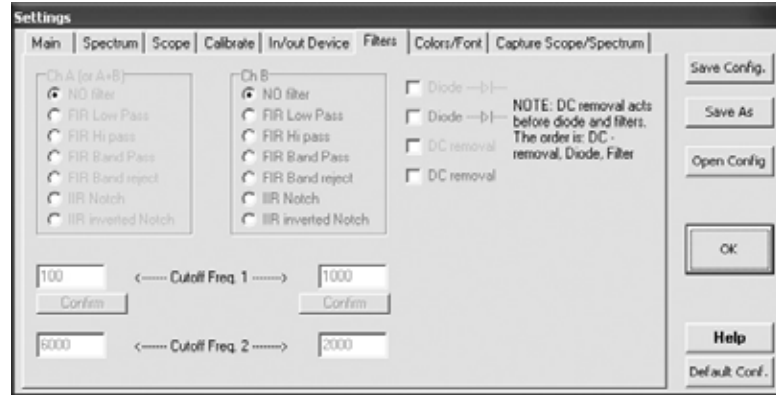 Settings
Main Spectrum Scope Calibrate In/out Device Filters Colors/Font Capture Scope/Spectrum
Ch A (or A+B)
NO filter
FIR Low Pass
FIR Hi pass
FIR Band Pass
FIR Band reject
IIR Notch
IIR inverted Notch
Ch B
NO filter
FIR Low Pass
FIR Hi pass
FIR Band Pass
FIR Band reject
IIR Notch
IIR inverted Notch
Diode
Diode
DC removal
DC removal
NOTE: DC removal acts
before diode and filters.
The order is: DC -
removal, Diode, Filter
100 <------ Cutoff Freq. 1 ------> 1000
Confirm Confirm
6000 <------ Cutoff Freq. 2 ------> 2000
Save Config.
Save As
Open Config
OK
Help
Default Conf.